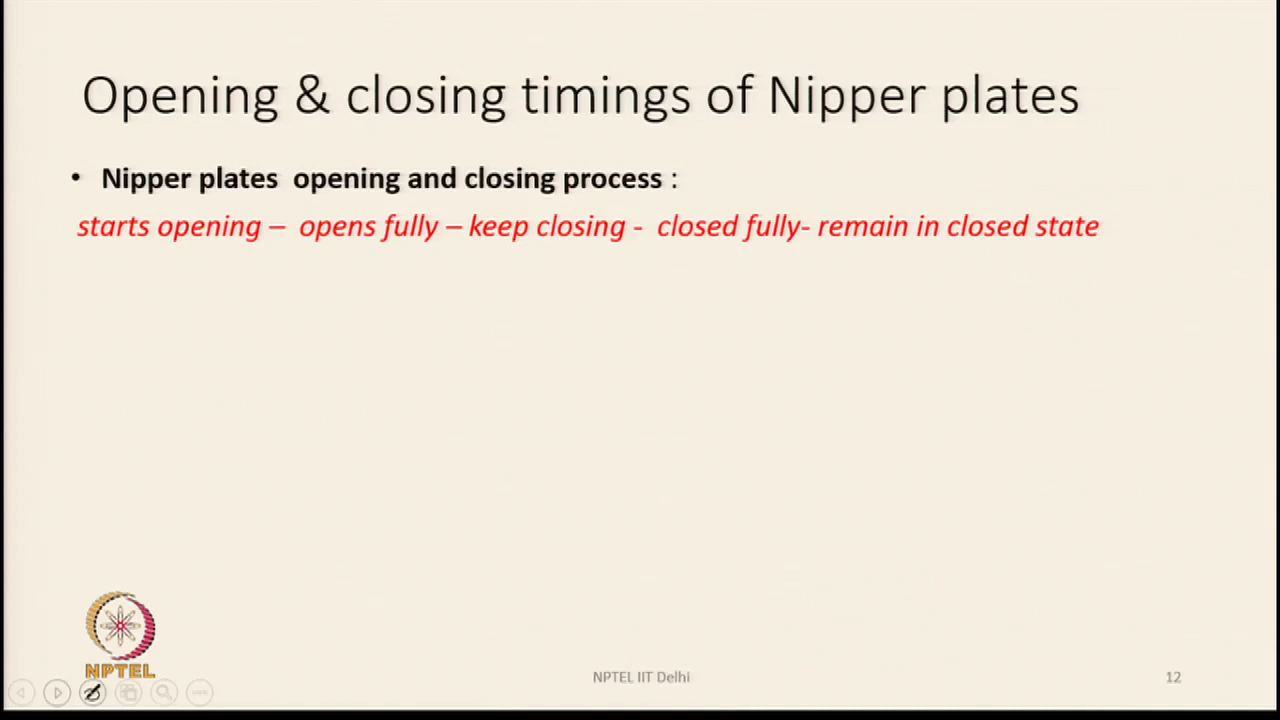 Opening & closing timings of Nipper plates
• Nipper plates opening and closing process :
starts opening – opens fully – keep closing - closed fully- remain in closed state
NPTEL
NPTEL IIT Delhi
12